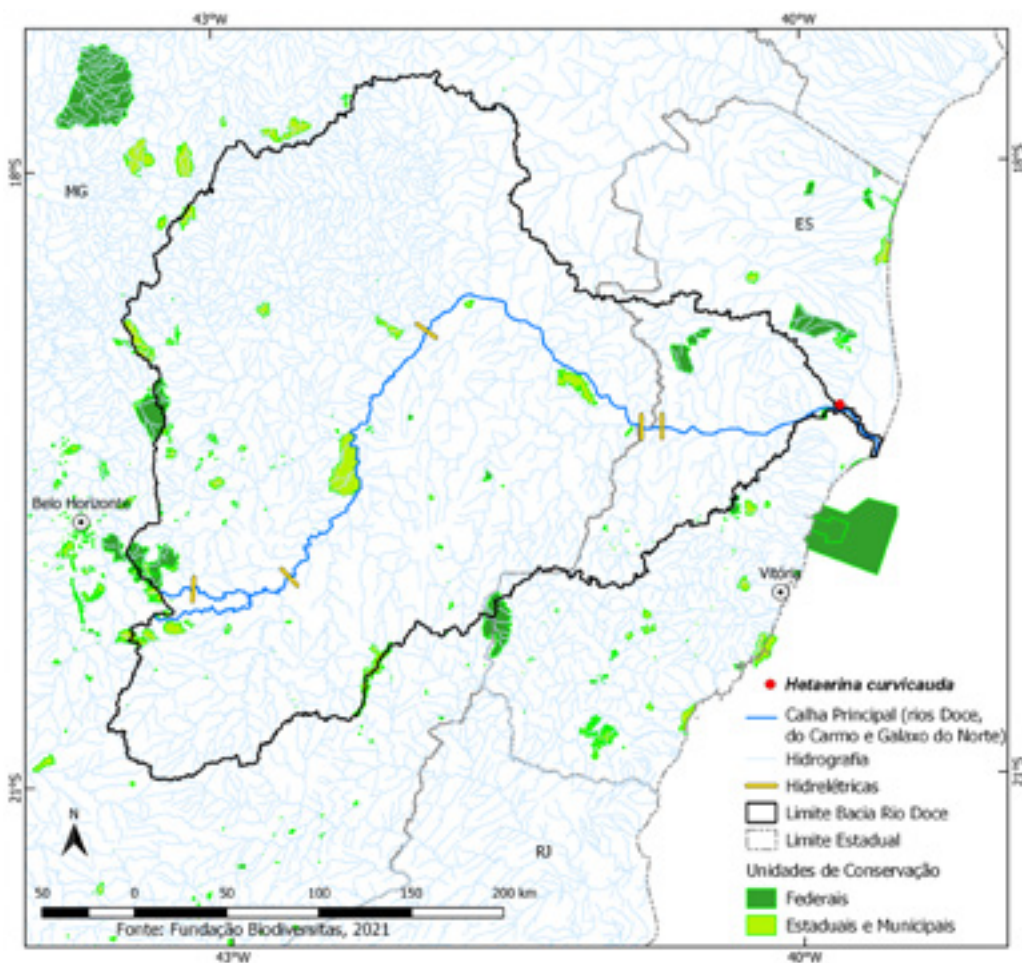 43°W
40°W
18°S
18°S
MG
ES
Belo Horizonte
Vitória
Hetaerina curvicauda
Calha Principal (rios Doce,
do Carmo e Galaxo do Norte)
Hidrografia
Hidrelétricas
Limite Bacia Rio Doce
Limite Estadual
Unidades de Conservação
Federais
Estaduais e Municipais
21°S
21°S
N
RJ
50 0 50 100 150 200 km
Fonte: Fundação Biodiversitas, 2021
43°W
40°W